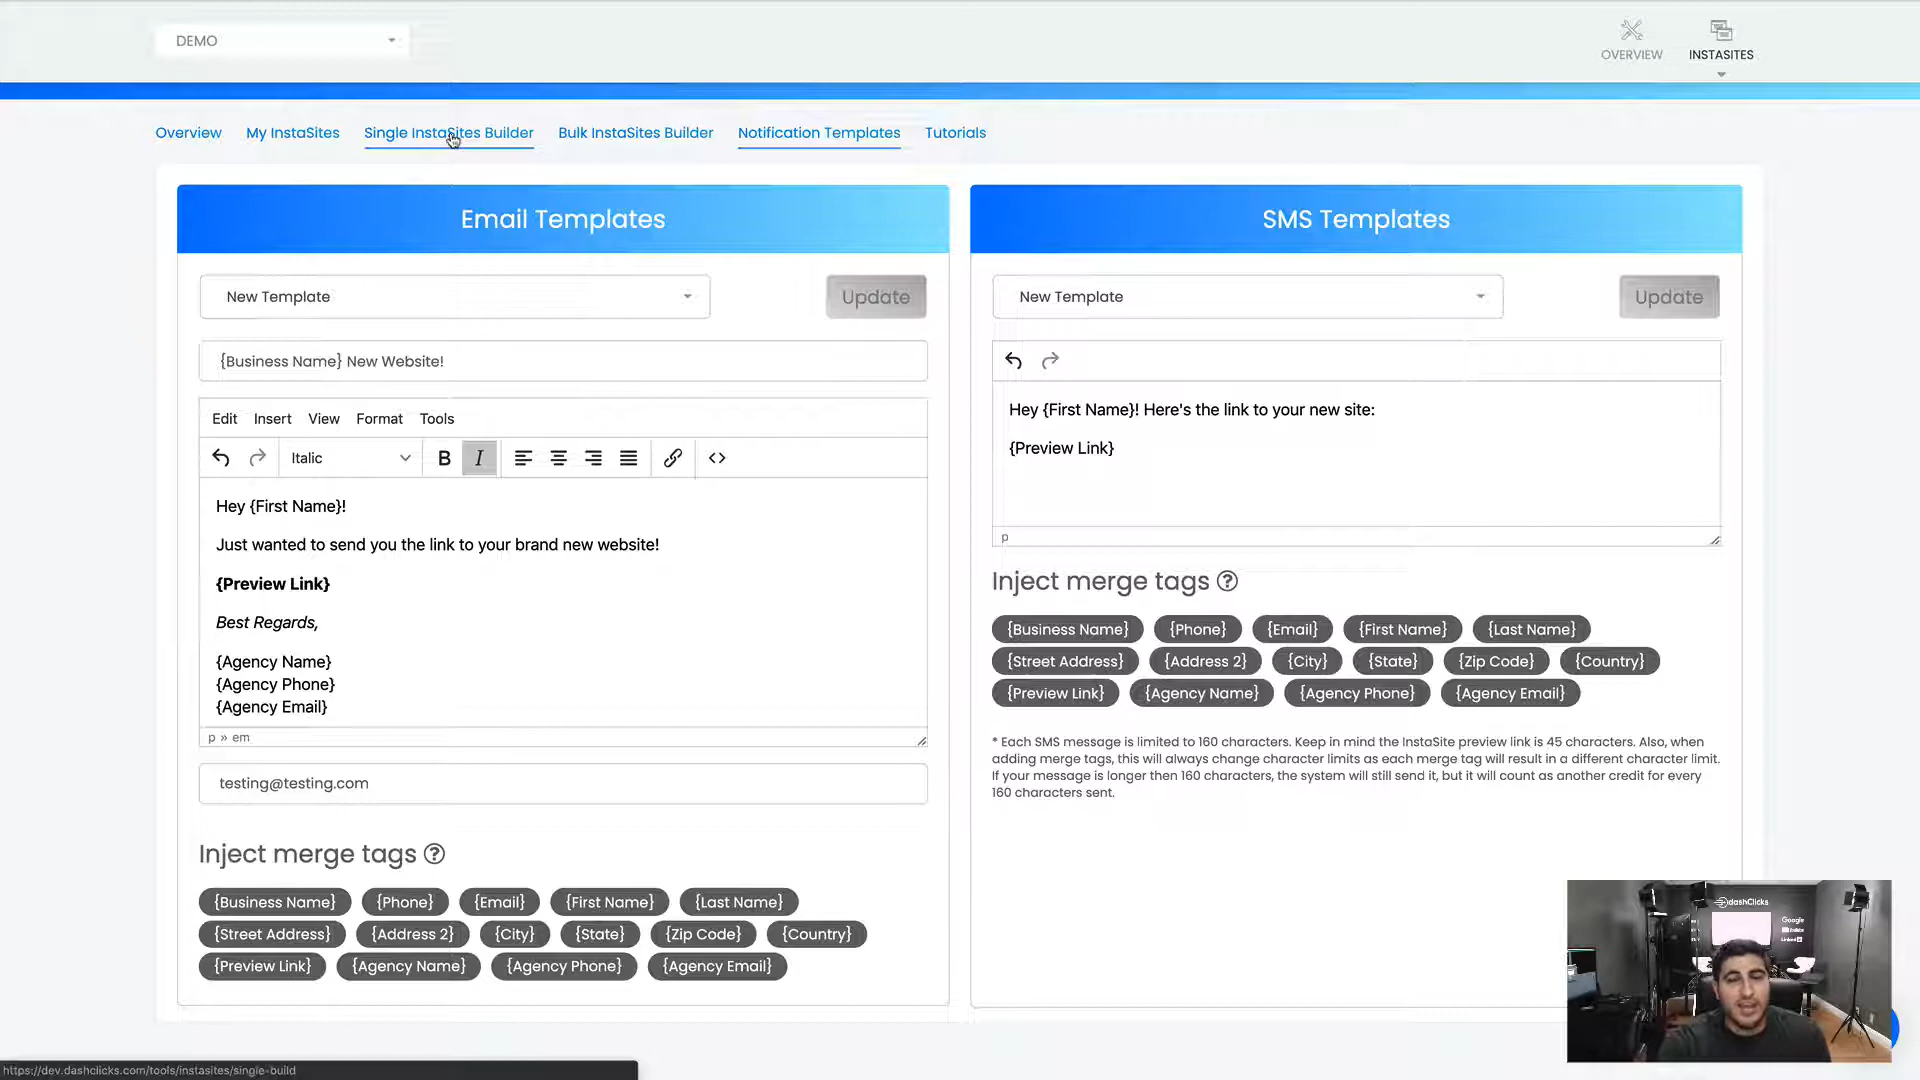 DEMO
OVERVIEW
INSTASITES
Overview
My InstaSites
Single InstaSites Builder
Bulk InstaSites Builder
Notification Templates
Tutorials
Email Templates
New Template
Update
{Business Name} New Website!
Edit Insert View Format Tools
Italic B I
Hey {First Name}!
Just wanted to send you the link to your brand new website!
{Preview Link}
Best Regards,
{Agency Name}
{Agency Phone}
{Agency Email}
p » em
testing@testing.com
Inject merge tags ?
{Business Name} {Phone} {Email} {First Name} {Last Name}
{Street Address} {Address 2} {City} {State} {Zip Code} {Country}
{Preview Link} {Agency Name} {Agency Phone} {Agency Email}
SMS Templates
New Template
Update
Hey {First Name}! Here's the link to your new site:
{Preview Link}
p
Inject merge tags ?
{Business Name} {Phone} {Email} {First Name} {Last Name}
{Street Address} {Address 2} {City} {State} {Zip Code} {Country}
{Preview Link} {Agency Name} {Agency Phone} {Agency Email}
* Each SMS message is limited to 160 characters. Keep in mind the InstaSite preview link is 45 characters. Also, when
adding merge tags, this will always change character limits as each merge tag will result in a different character limit.
If your message is longer then 160 characters, the system will still send it, but it will count as another credit for every
160 characters sent.
dashClicks
Google
https://dev.dashclicks.com/tools/instasites/single-build